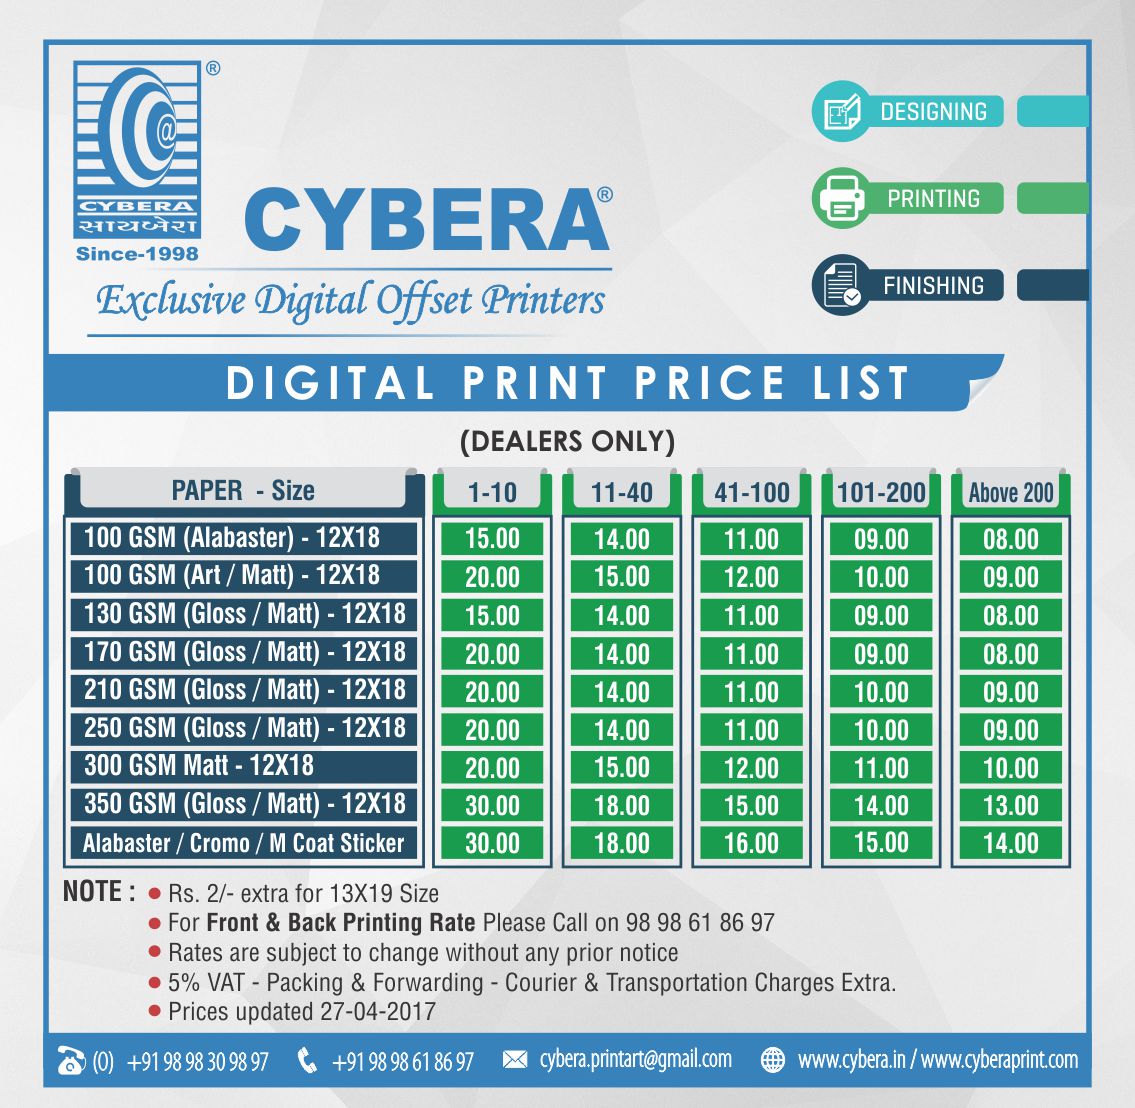 ®
@
CYBERA
સાયબેરા
Since-1998
CYBERA®
Exclusive Digital Offset Printers
DESIGNING
PRINTING
FINISHING
DIGITAL PRINT PRICE LIST
(DEALERS ONLY)
PAPER - Size 1-10 11-40 41-100 101-200 Above 200
100 GSM (Alabaster) - 12X18 15.00 14.00 11.00 09.00 08.00
100 GSM (Art / Matt) - 12X18 20.00 15.00 12.00 10.00 09.00
130 GSM (Gloss / Matt) - 12X18 15.00 14.00 11.00 09.00 08.00
170 GSM (Gloss / Matt) - 12X18 20.00 14.00 11.00 09.00 08.00
210 GSM (Gloss / Matt) - 12X18 20.00 14.00 11.00 10.00 09.00
250 GSM (Gloss / Matt) - 12X18 20.00 14.00 11.00 10.00 09.00
300 GSM Matt - 12X18 20.00 15.00 12.00 11.00 10.00
350 GSM (Gloss / Matt) - 12X18 30.00 18.00 15.00 14.00 13.00
Alabaster / Cromo / M Coat Sticker 30.00 18.00 16.00 15.00 14.00
NOTE : • Rs. 2/- extra for 13X19 Size
• For Front & Back Printing Rate Please Call on 98 98 61 86 97
• Rates are subject to change without any prior notice
• 5% VAT - Packing & Forwarding - Courier & Transportation Charges Extra.
• Prices updated 27-04-2017
(O) +91 98 98 30 98 97 +91 98 98 61 86 97 cybera.printart@gmail.com www.cybera.in / www.cyberaprint.com